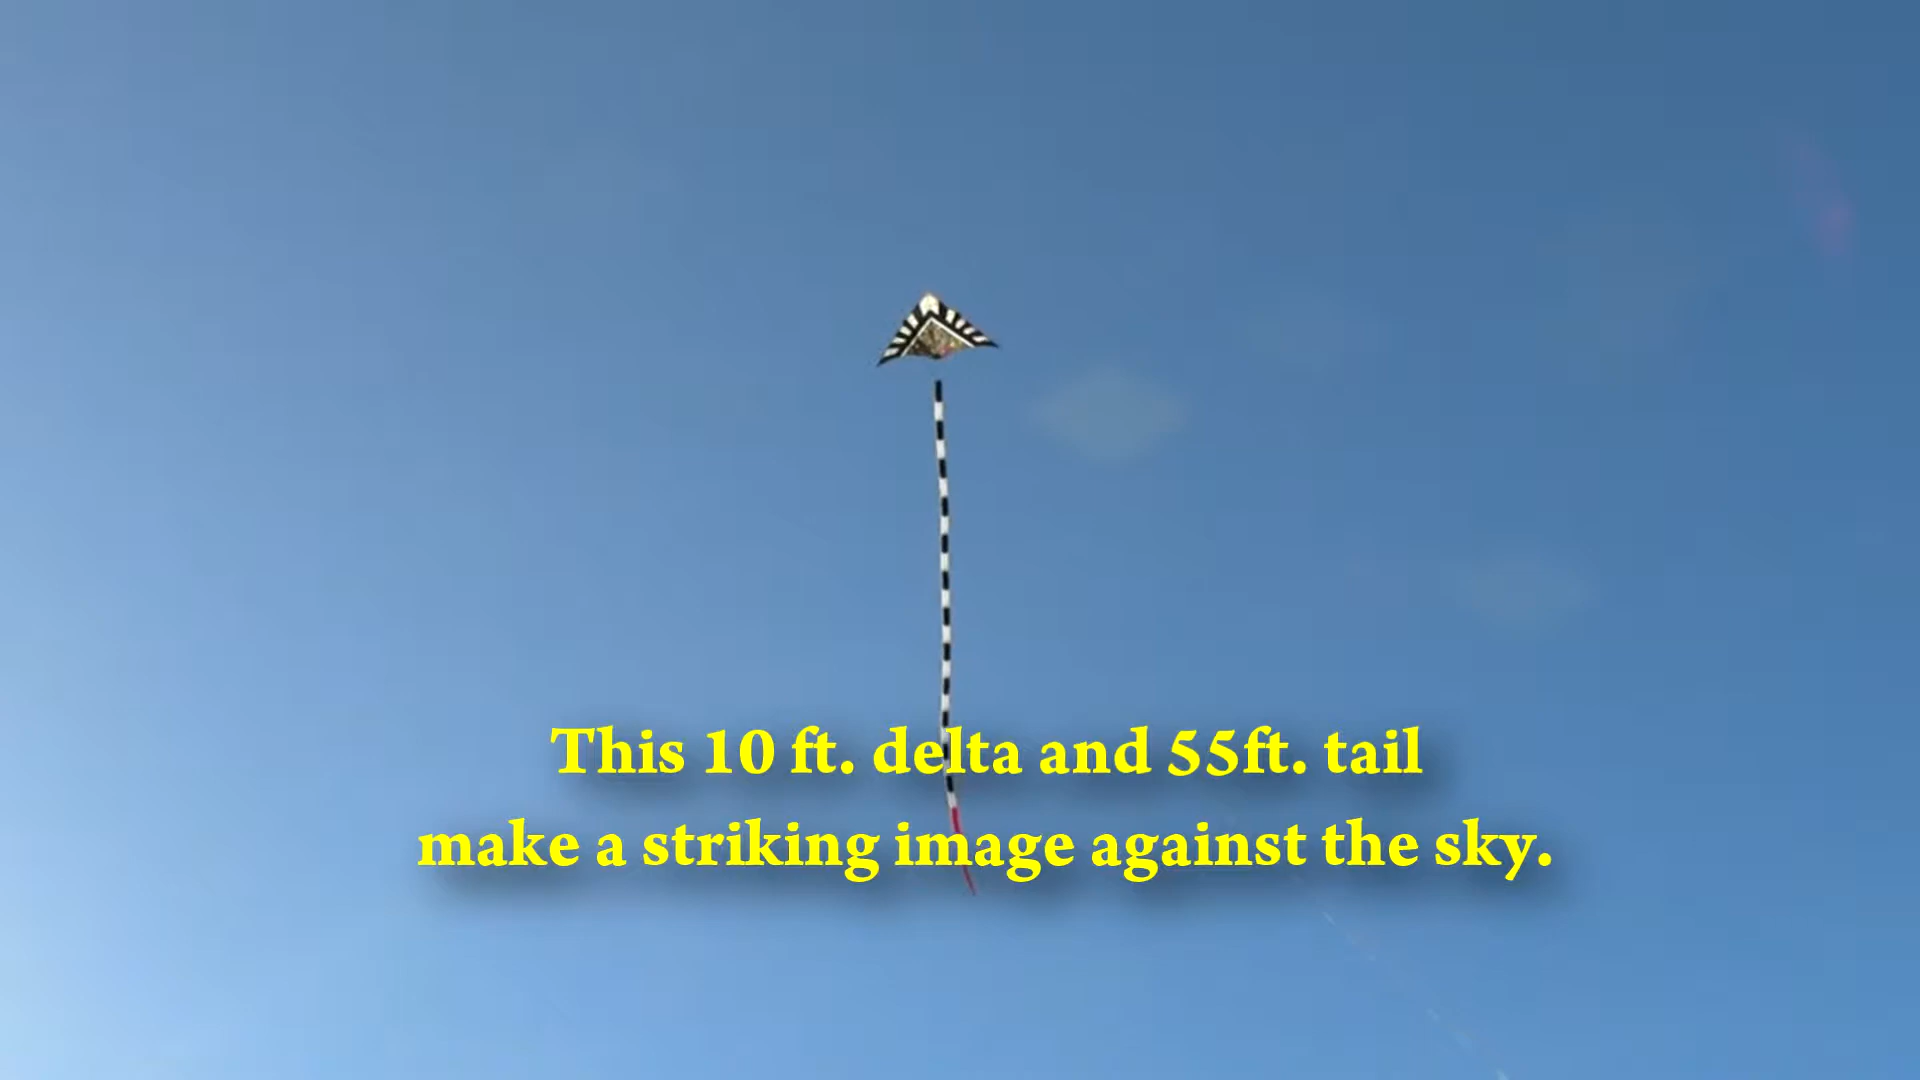 This 10 ft. delta and 55ft. tail
make a striking image against the sky.